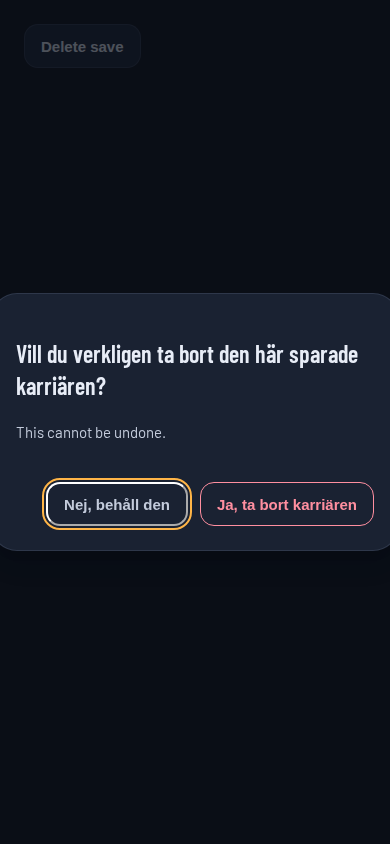 Delete save
Vill du verkligen ta bort den här sparade
karriären?
This cannot be undone.
Nej, behåll den
Ja, ta bort karriären